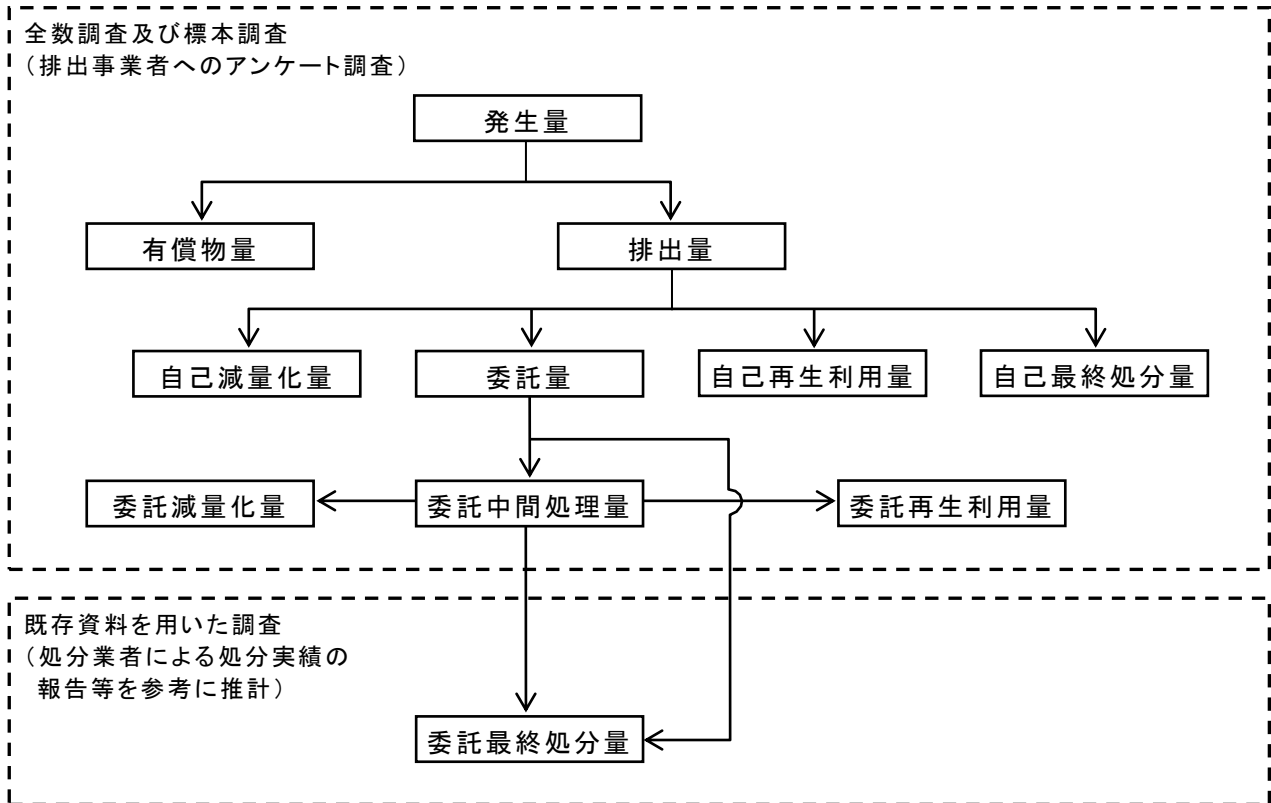 全数調査及び標本調査
（排出事業者へのアンケート調査）
発生量
有償物量
排出量
自己減量化量
委託量
自己再生利用量
自己最終処分量
委託減量化量
委託中間処理量
委託再生利用量
既存資料を用いた調査
（処分業者による処分実績の
報告等を参考に推計）
委託最終処分量